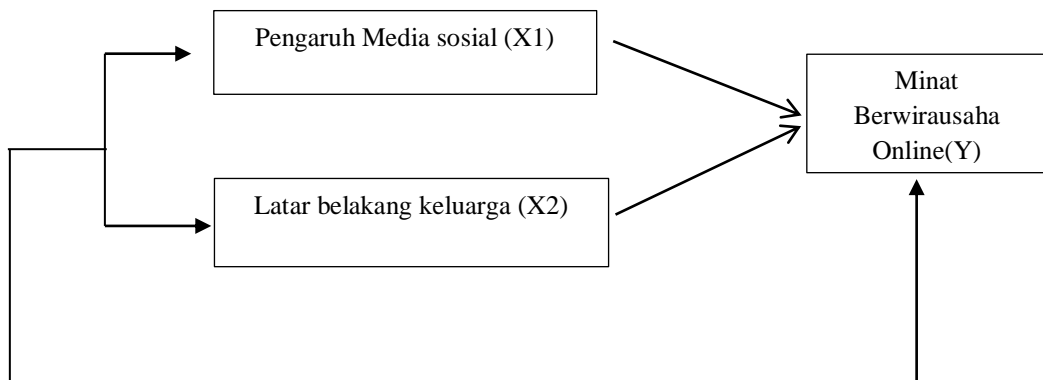 Pengaruh Media sosial (X1)
Minat
Berwirausaha
Online(Y)
Latar belakang keluarga (X2)